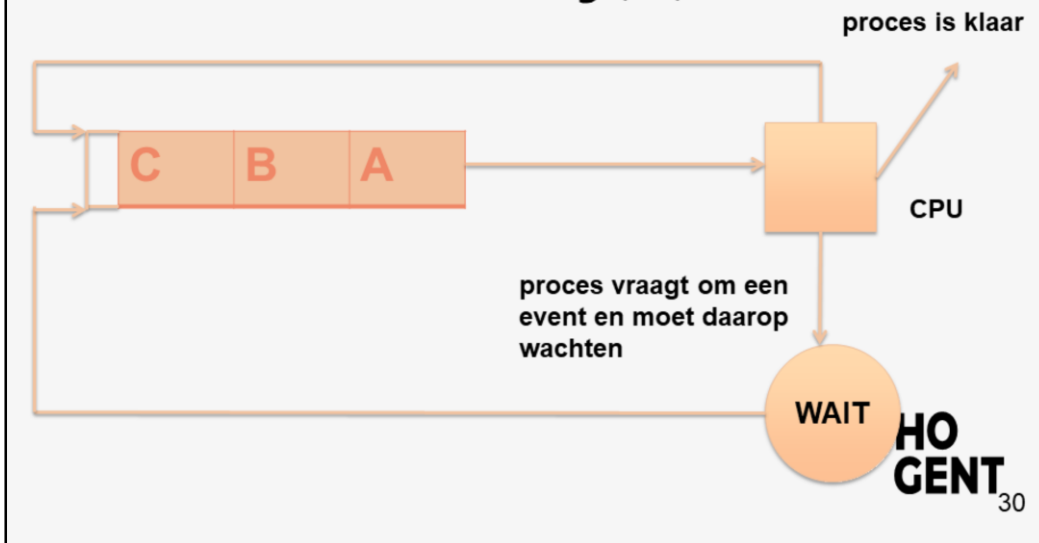 proces is klaar
C B A
CPU
proces vraagt om een
event en moet daarop
wachten
WAIT
HO
GENT
30